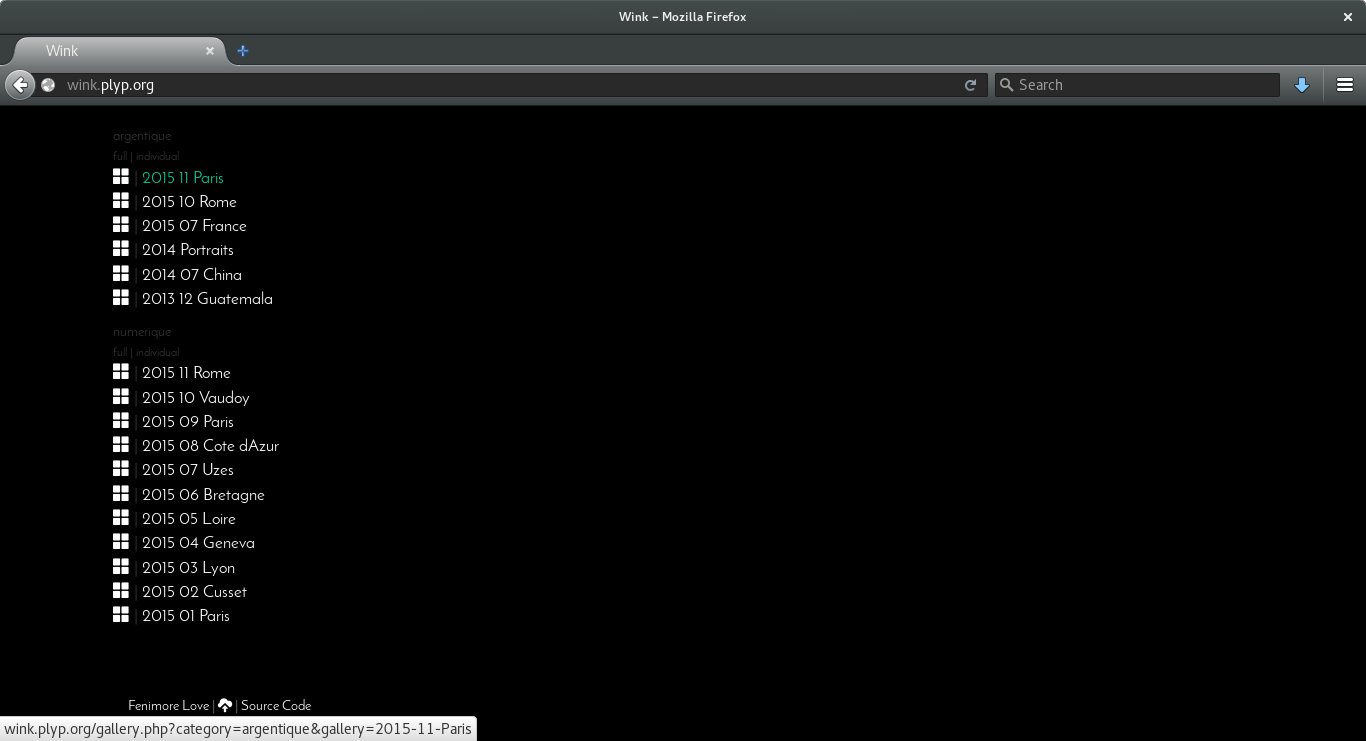 Wink – Mozilla Firefox
Wink
wink.plyp.org
Search
argentique
full | individual
| 2015 11 Paris
| 2015 10 Rome
| 2015 07 France
| 2014 Portraits
| 2014 07 China
| 2013 12 Guatemala
numerique
full | individual
| 2015 11 Rome
| 2015 10 Vaudoy
| 2015 09 Paris
| 2015 08 Cote dAzur
| 2015 07 Uzes
| 2015 06 Bretagne
| 2015 05 Loire
| 2015 04 Geneva
| 2015 03 Lyon
| 2015 02 Cusset
| 2015 01 Paris
Fenimore Love | | Source Code
wink.plyp.org/gallery.php?category=argentique&gallery=2015-11-Paris